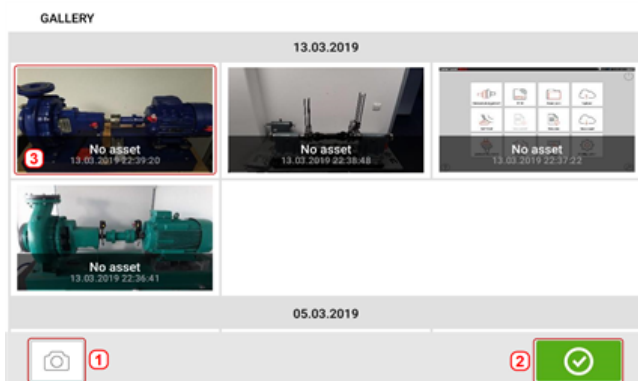 GALLERY
13.03.2019
No asset
13.03.2019 22:39:20
3
No asset
13.03.2019 22:38:48
No asset
13.03.2019 22:37:22
No asset
13.03.2019 22:36:41
05.03.2019
1
2